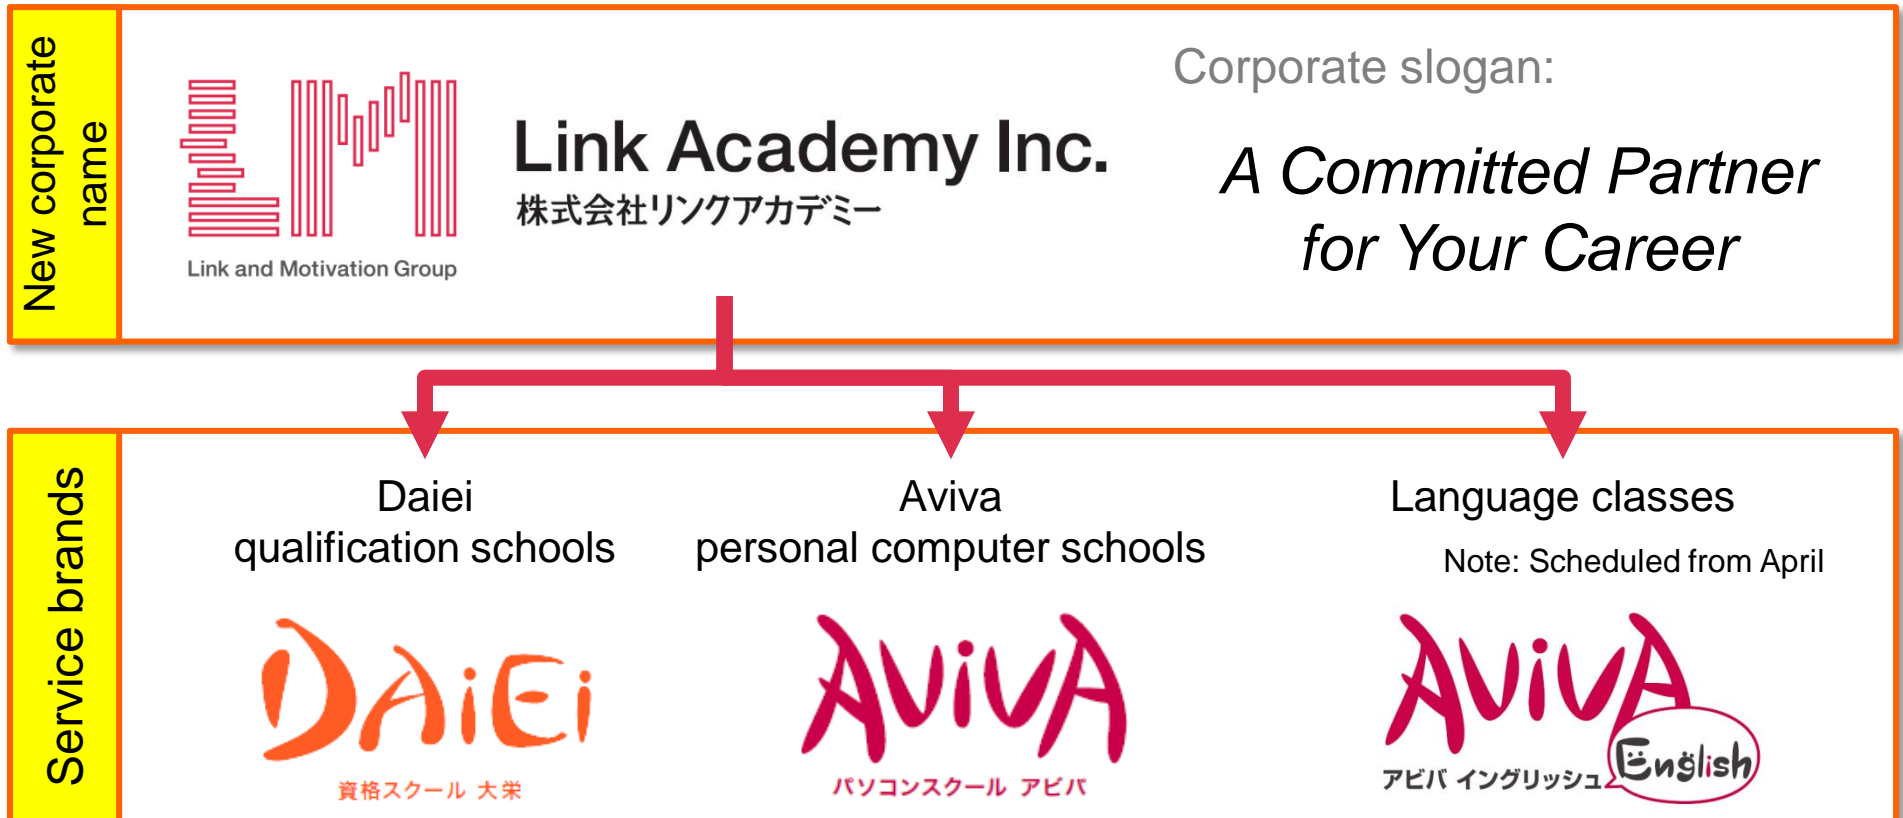 New corporate
name
LM
Link and Motivation Group
Link Academy Inc.
株式会社リンクアカデミー
Corporate slogan:
A Committed Partner
for Your Career
Service brands
Daiei
qualification schools
DAiEi
資格スクール 大栄
Aviva
personal computer schools
AViVA
パソコンスクール アビバ
Language classes
Note: Scheduled from April
AViVA
English
アビバ イングリッシュ